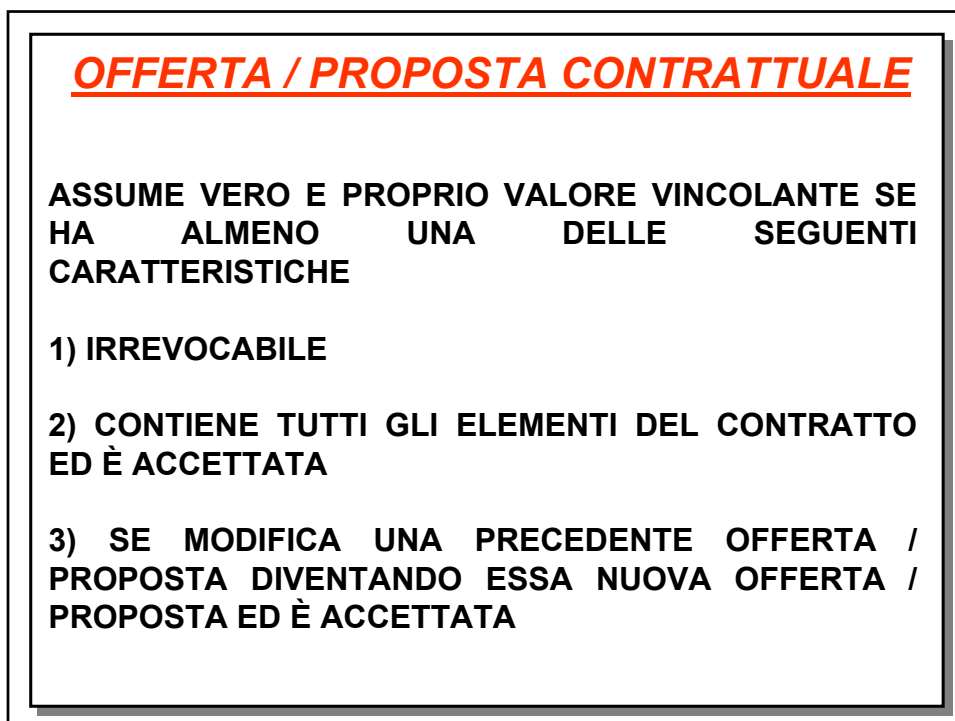 OFFERTA / PROPOSTA CONTRATTUALE
ASSUME VERO E PROPRIO VALORE VINCOLANTE SE
HA ALMENO UNA DELLE SEGUENTI
CARATTERISTICHE
1) IRREVOCABILE
2) CONTIENE TUTTI GLI ELEMENTI DEL CONTRATTO
ED È ACCETTATA
3) SE MODIFICA UNA PRECEDENTE OFFERTA /
PROPOSTA DIVENTANDO ESSA NUOVA OFFERTA /
PROPOSTA ED È ACCETTATA